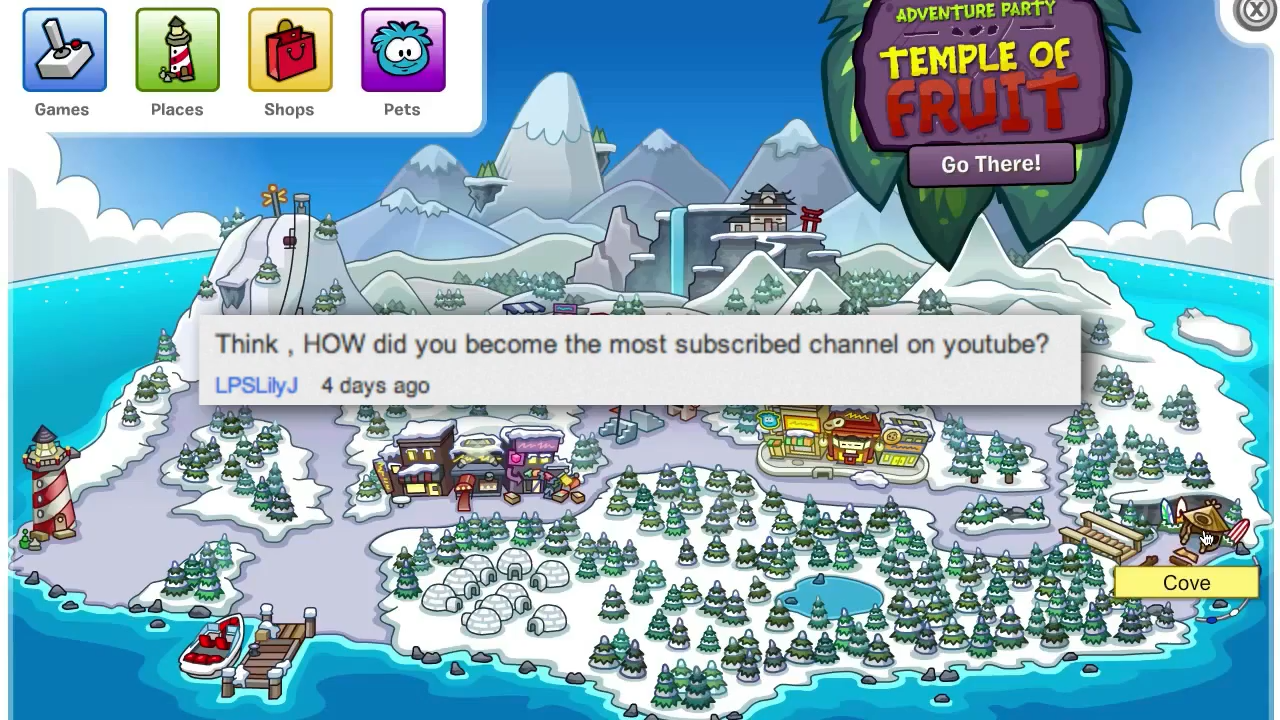 Games
Places
Shops
Pets
ADVENTURE PARTY
TEMPLE OF
FRUIT
Go There!
Think , HOW did you become the most subscribed channel on youtube?
LPSLilyJ 4 days ago
Cove